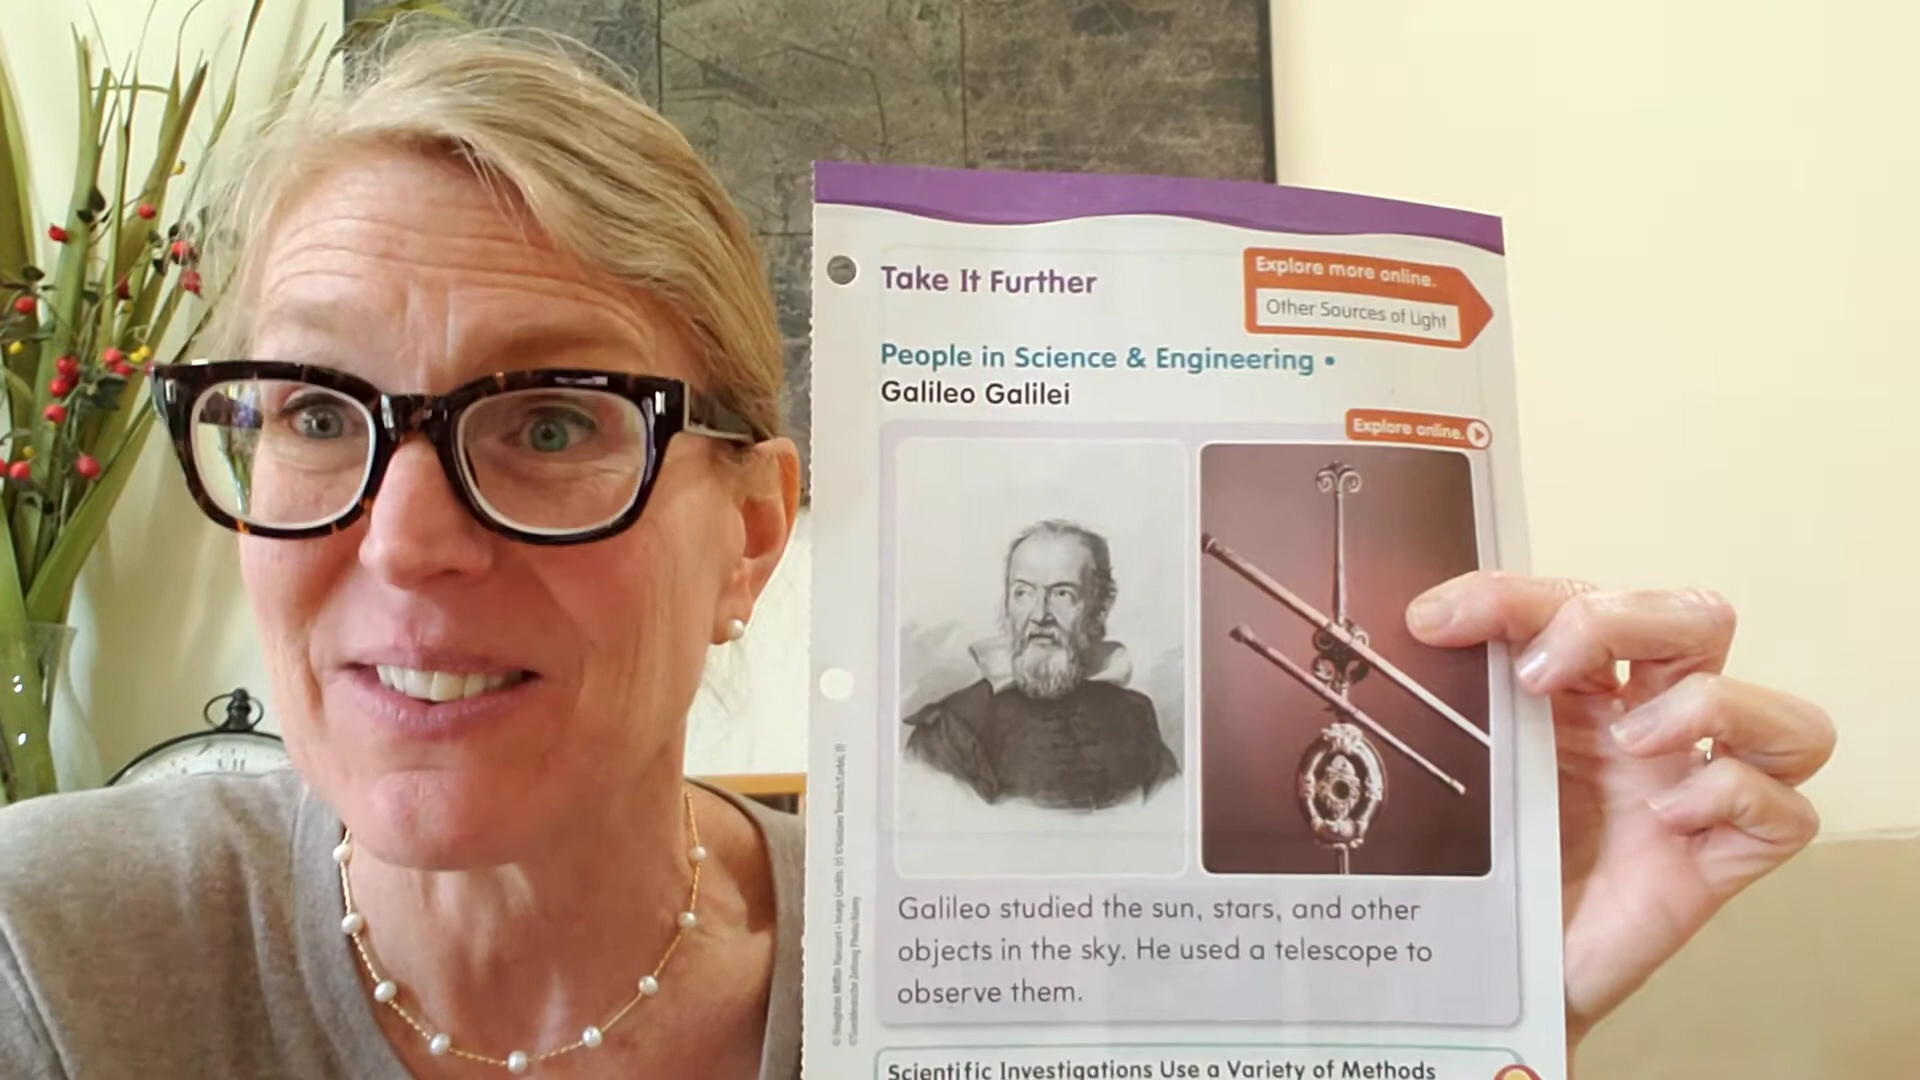 Take It Further
Explore more online.
Other Sources of Light
People in Science & Engineering •
Galileo Galilei
Explore online.
Galileo studied the sun, stars, and other
objects in the sky. He used a telescope to
observe them.
Scientific Investigations Use a Variety of Methods